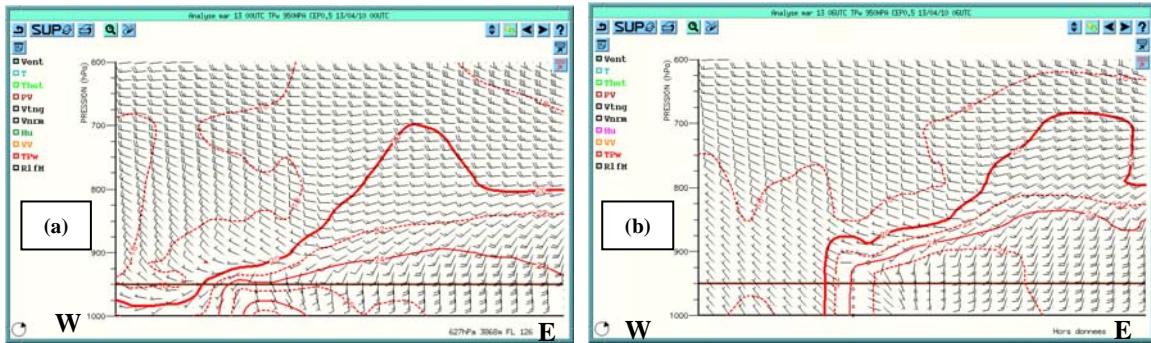 Analyse mar 13 00UTC TPw 950HPA CEP0,5 13/04/10 00UTC
SUP
?
Vent
T
Thet
PV
Vtng
Vnrm
Hu
VV
TPw
RlfM
PRESSION (hPa)
600
700
800
900
1000
(a)
W
627hPa 3868m FL 126
E
Analyse mar 13 06UTC TPw 950HPA CEP0,5 13/04/10 06UTC
SUP
?
Vent
T
Thet
PV
Vtng
Vnrm
Hu
VV
TPw
RlfM
PRESSION (hPa)
600
700
800
900
1000
(b)
W
Hors donnees
E